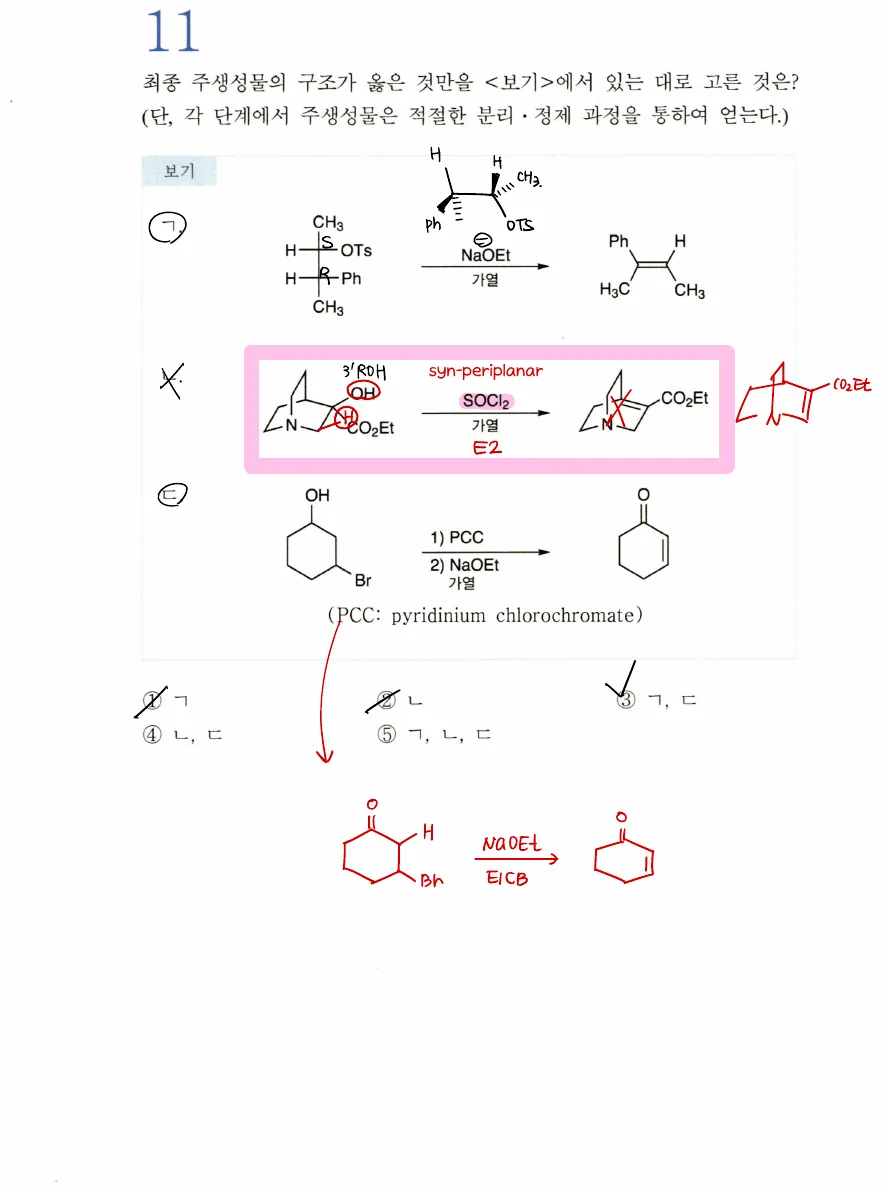 11
최종 주생성물의 구조가 옳은 것만을 <보기>에서 있는 대로 고른 것은?
(단, 각 단계에서 주생성물은 적절한 분리·정제 과정을 통하여 얻는다.)
보기
H H CH3.
Ph OTS
ㄱ.
CH3
H S OTs
H R Ph
CH3
⊖
NaOEt
가열
Ph H
H3C CH3
ㄴ.
3'ROH
OH
H
N CO2Et
syn-periplanar
SOCl2
가열
E2
CO2Et
N
CO2Et
N
ㄷ
OH
Br
1) PCC
2) NaOEt
가열
O
(PCC: pyridinium chlorochromate)
① ㄱ ② ㄴ ③ ㄱ, ㄷ
④ ㄴ, ㄷ ⑤ ㄱ, ㄴ, ㄷ
O
H
Br
NaOEt
E1CB
O